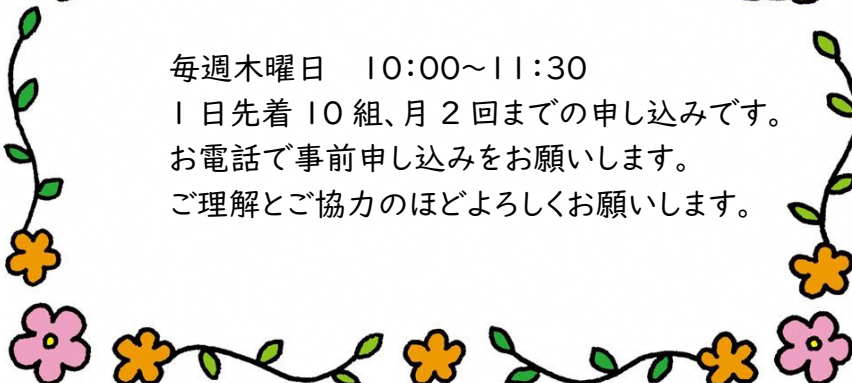 毎週木曜日　10:00~11:30
1日先着10組、月2回までの申し込みです。
お電話で事前申し込みをお願いします。
ご理解とご協力のほどよろしくお願いします。